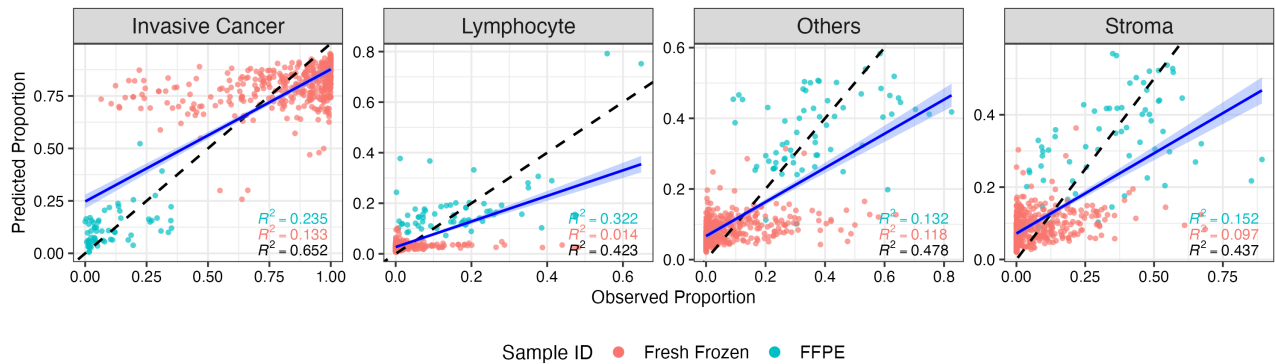 Invasive Cancer
Lymphocyte
Others
Stroma
Predicted Proportion
0.75
0.50
0.25
0.00
R² = 0.235
R² = 0.133
R² = 0.652
0.00 0.25 0.50 0.75 1.00
0.8
0.6
0.4
0.2
0.0
R² = 0.322
R² = 0.014
R² = 0.423
0.0 0.2 0.4 0.6
0.6
0.4
0.2
0.0
R² = 0.132
R² = 0.118
R² = 0.478
0.0 0.2 0.4 0.6 0.8
0.4
0.2
0.0
R² = 0.152
R² = 0.097
R² = 0.437
0.00 0.25 0.50 0.75
Observed Proportion
Sample ID Fresh Frozen FFPE